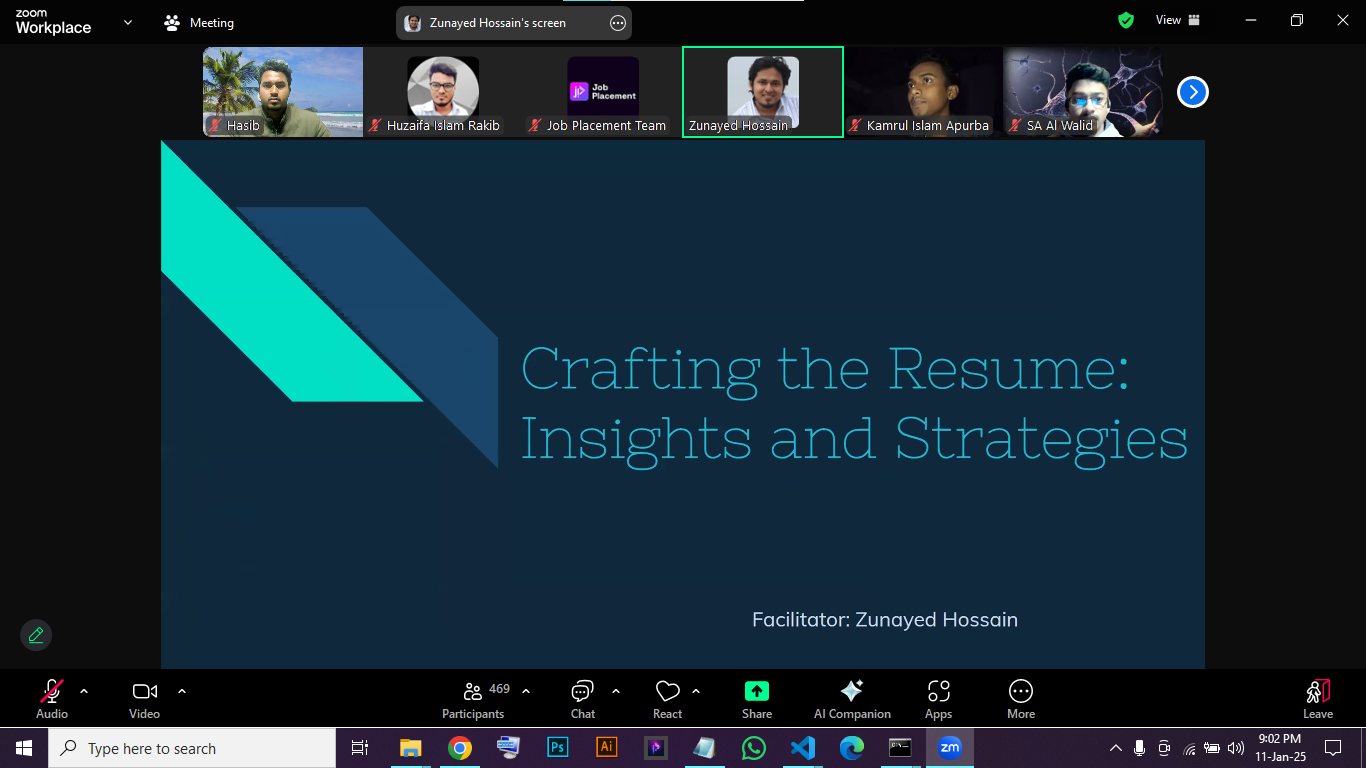 zoom
Workplace
Meeting
Zunayed Hossain's screen
View
Hasib
Huzaifa Islam Rakib
Job
Placement
Job Placement Team
Zunayed Hossain
Kamrul Islam Apurba
SA Al Walid
Crafting the Resume:
Insights and Strategies
Facilitator: Zunayed Hossain
Audio
Video
469
Participants
Chat
React
Share
AI Companion
Apps
More
Leave
Type here to search
Ps
Ai
zm
9:02 PM
11-Jan-25